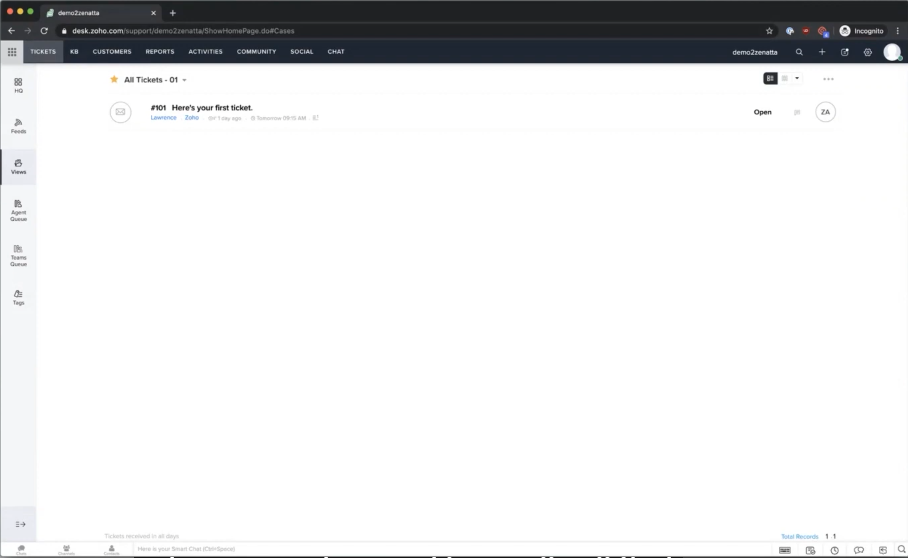 demo2zenatta
desk.zoho.com/support/demo2zenatta/ShowHomePage.do#Cases
Incognito
TICKETS KB CUSTOMERS REPORTS ACTIVITIES COMMUNITY SOCIAL CHAT
demo2zenatta
HQ
Feeds
Views
Agent
Queue
Teams
Queue
Tags
All Tickets - 01
#101 Here's your first ticket.
Lawrence Zoho 1 day ago Tomorrow 09:15 AM
Open
ZA
Tickets received in all days
Total Records 1 1
Chats
Channels
Contacts
Here is your Smart Chat (Ctrl+Space)